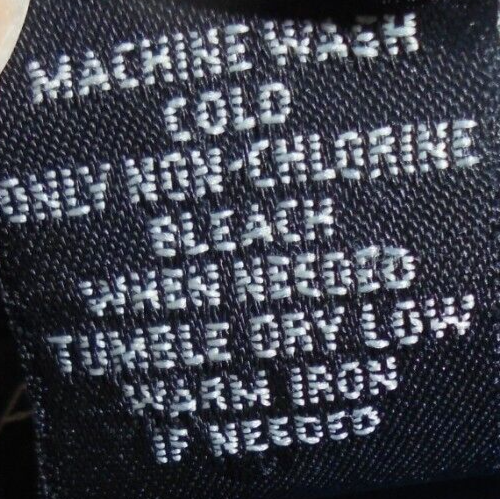 MACHINE WASH
COLD
ONLY NON-CHLORINE
BLEACH
WHEN NEEDED
TUMBLE DRY LOW
WARM IRON
IF NEEDED